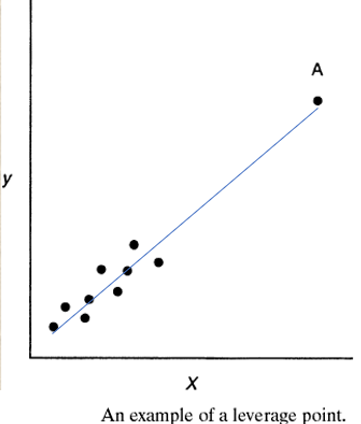 A
y
X
An example of a leverage point.